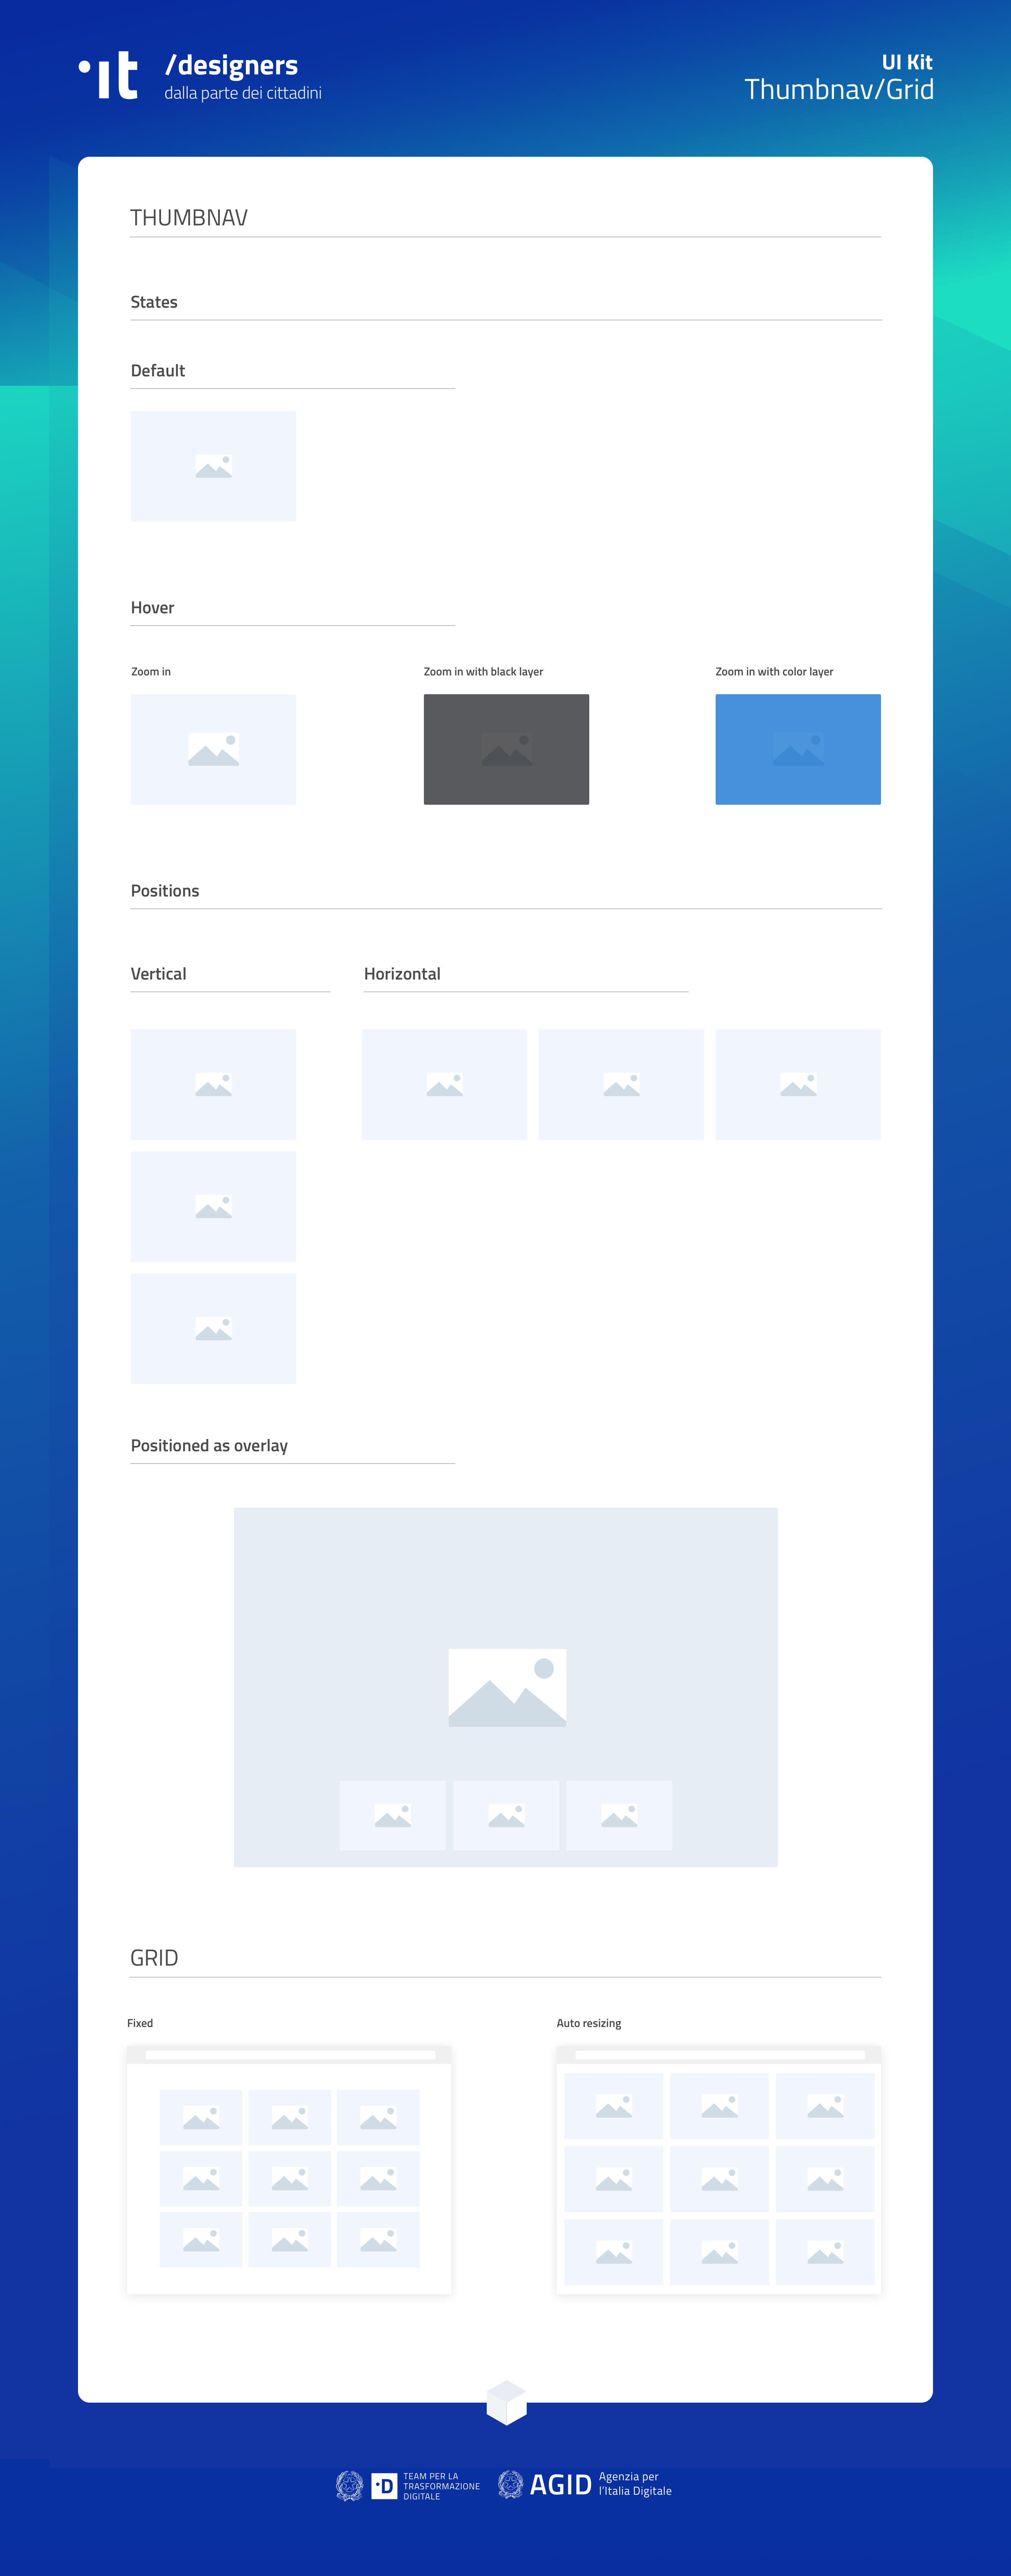 ·ıt
/designers
dalla parte dei cittadini
UI Kit
Thumbnav/Grid
THUMBNAV
States
Default
Hover
Zoom in
Zoom in with black layer
Zoom in with color layer
Positions
Vertical
Horizontal
Positioned as overlay
GRID
Fixed
Auto resizing
·D
TEAM PER LA
TRASFORMAZIONE
DIGITALE
AGID
Agenzia per
l'Italia Digitale